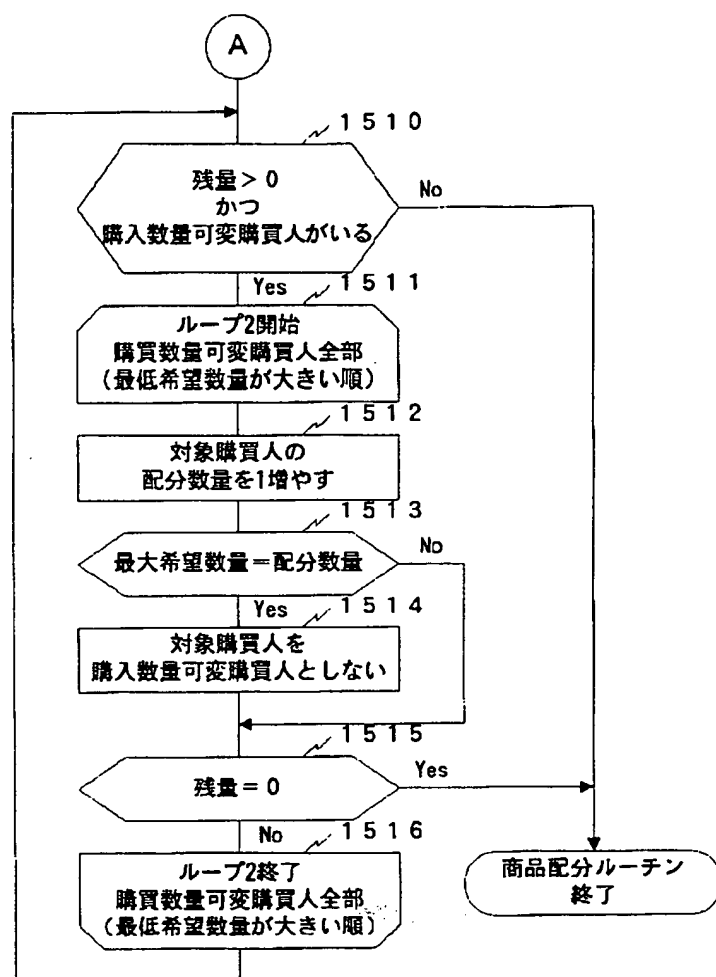 A
1510
残量＞0
かつ
購入数量可変購買人がいる
No
Yes
1511
ループ2開始
購買数量可変購買人全部
（最低希望数量が大きい順）
1512
対象購買人の
配分数量を1増やす
1513
最大希望数量＝配分数量
No
Yes
1514
対象購買人を
購入数量可変購買人としない
1515
残量＝0
Yes
No
1516
ループ2終了
購買数量可変購買人全部
（最低希望数量が大きい順）
商品配分ルーチン
終了